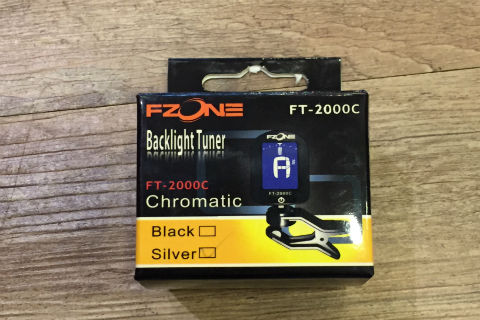 FZONE
FT-2000C
Backlight Tuner
FZONE
A
FT-2000C
FT-2000C
Chromatic
Black
Silver